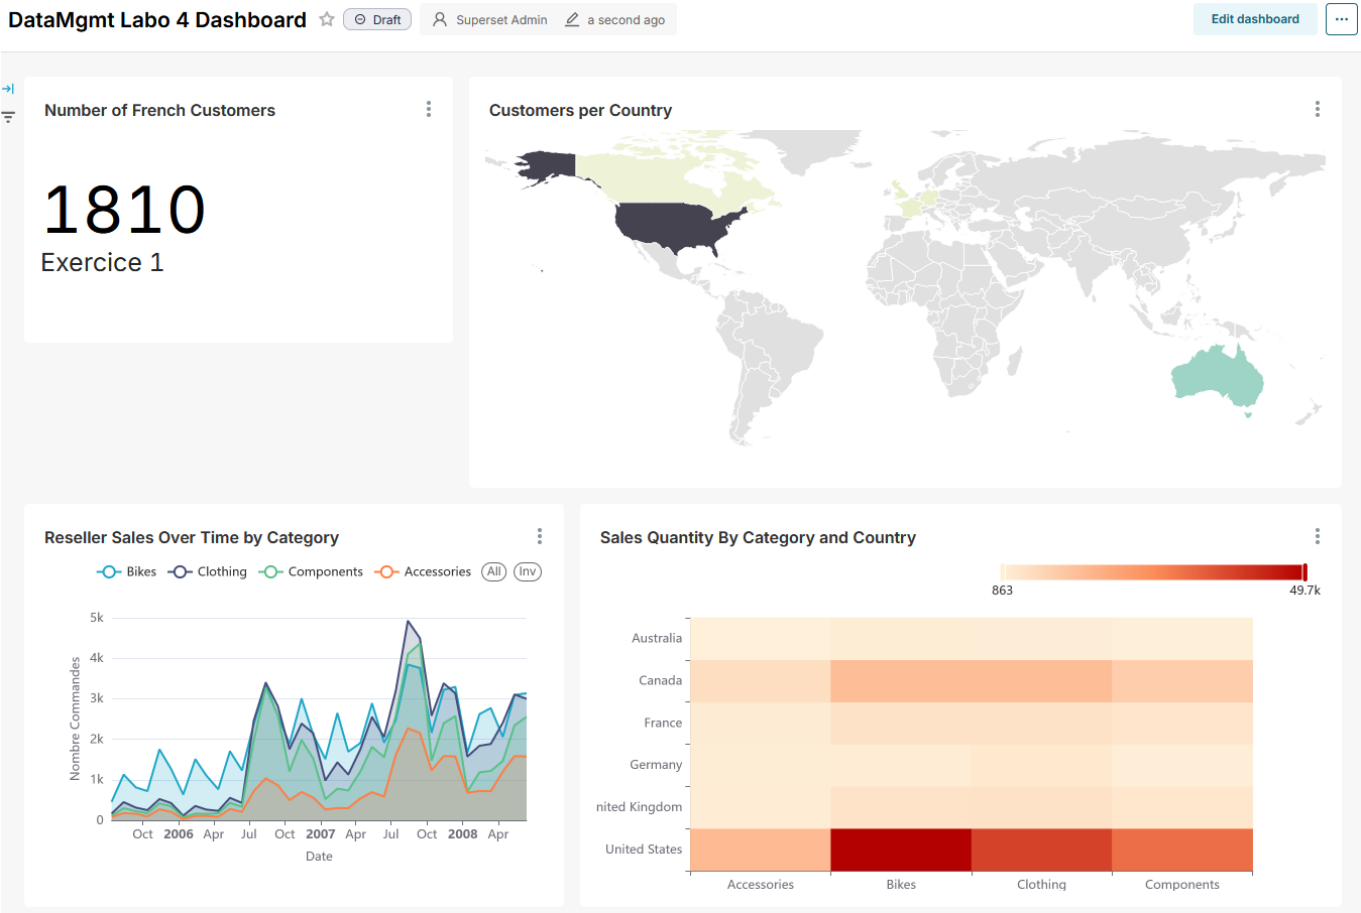 DataMgmt Labo 4 Dashboard Draft Superset Admin a second ago Edit dashboard
Number of French Customers
1810
Exercice 1
Customers per Country
Reseller Sales Over Time by Category
Bikes Clothing Components Accessories All Inv
5k
4k
3k
2k
1k
0
Nombre Commandes
Oct 2006 Apr Jul Oct 2007 Apr Jul Oct 2008 Apr
Date
Sales Quantity By Category and Country
863 49.7k
Australia
Canada
France
Germany
nited Kingdom
United States
Accessories Bikes Clothing Components